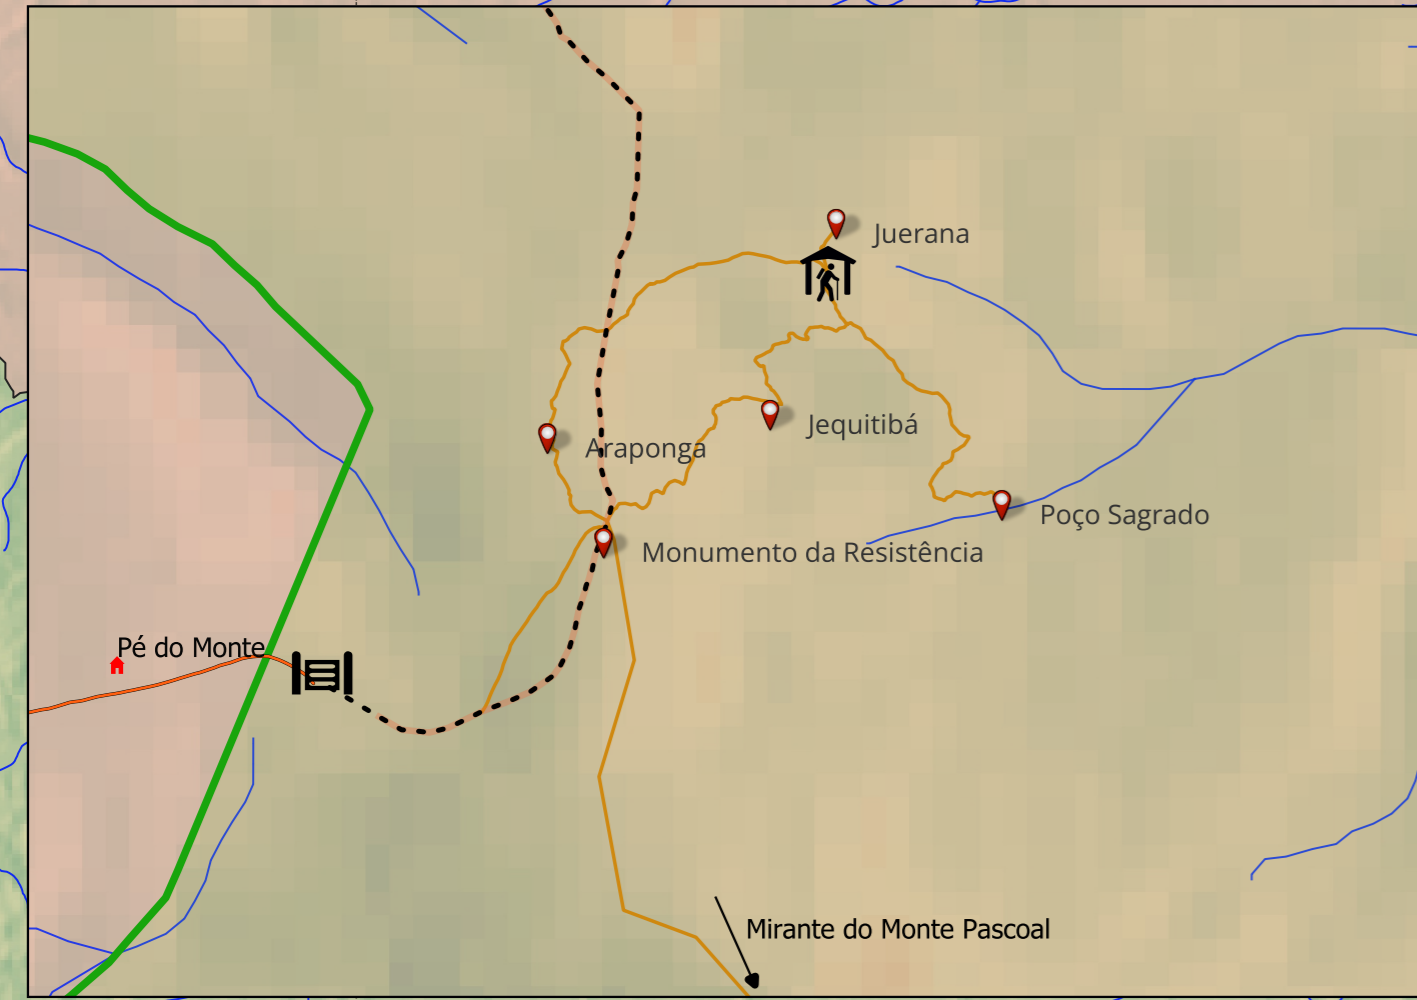 Juerana
Jequitibá
Araponga
Poço Sagrado
Monumento da Resistência
Pé do Monte
Mirante do Monte Pascoal